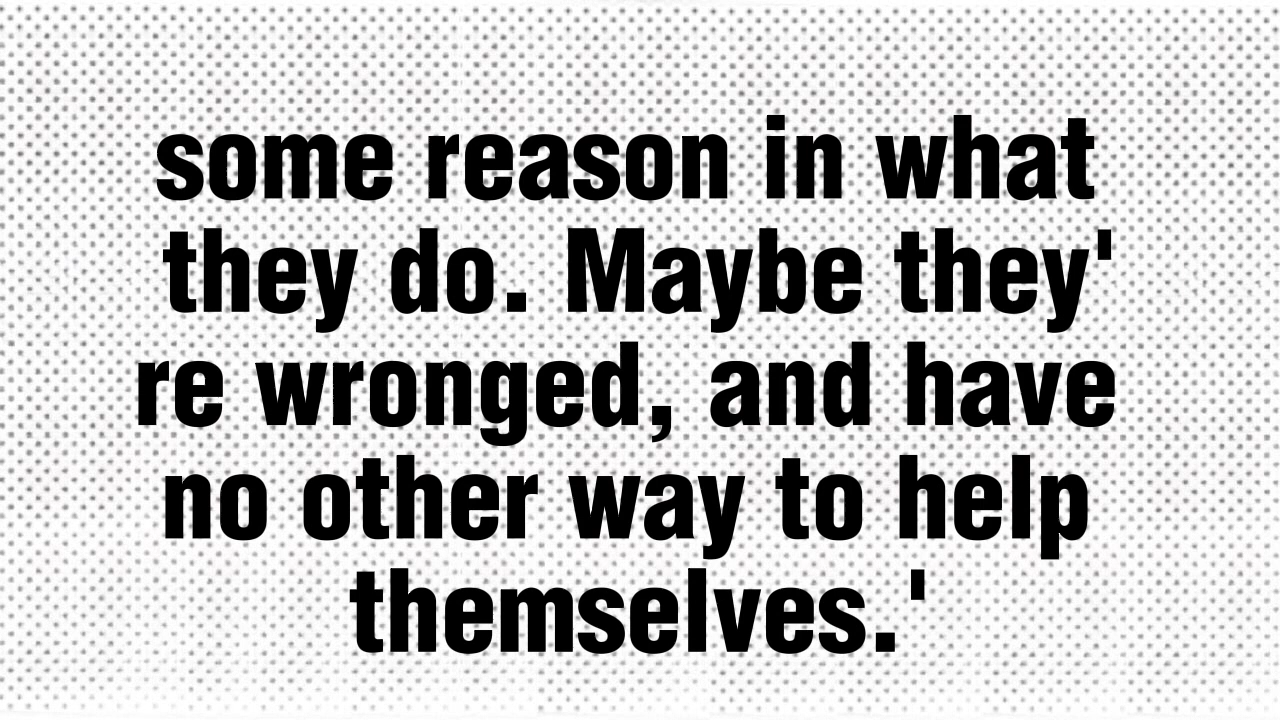 some reason in what
they do. Maybe they'
re wronged, and have
no other way to help
themselves.'